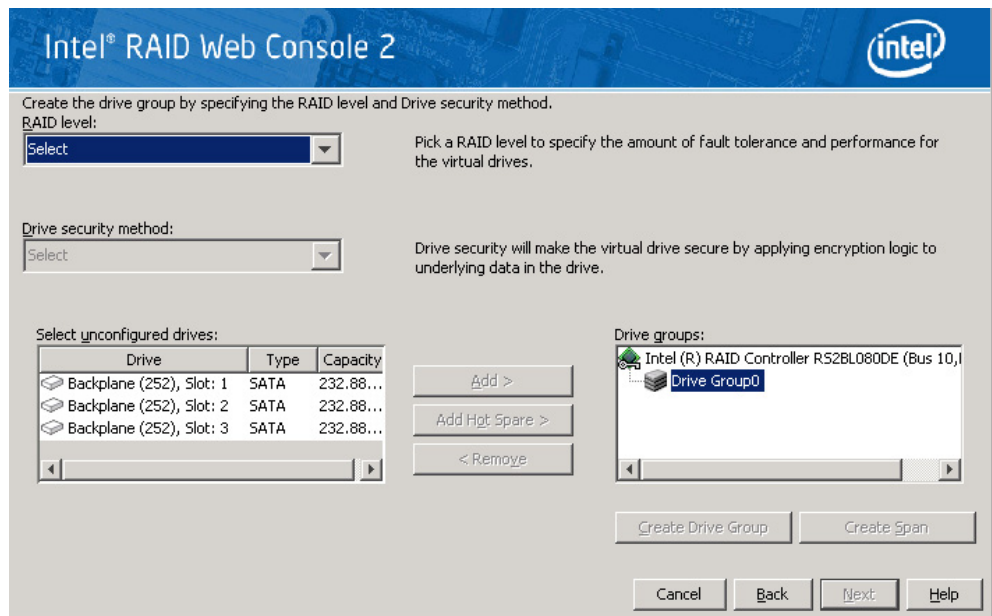 Intel® RAID Web Console 2
intel
Create the drive group by specifying the RAID level and Drive security method.
RAID level:
Select
Pick a RAID level to specify the amount of fault tolerance and performance for
the virtual drives.
Drive security method:
Select
Drive security will make the virtual drive secure by applying encryption logic to
underlying data in the drive.
Select unconfigured drives:
Drive Type Capacity
Backplane (252), Slot: 1 SATA 232.88...
Backplane (252), Slot: 2 SATA 232.88...
Backplane (252), Slot: 3 SATA 232.88...
Add >
Add Hot Spare >
< Remove
Drive groups:
Intel (R) RAID Controller RS2BL080DE (Bus 10,
Drive Group0
Create Drive Group Create Span
Cancel Back Next Help